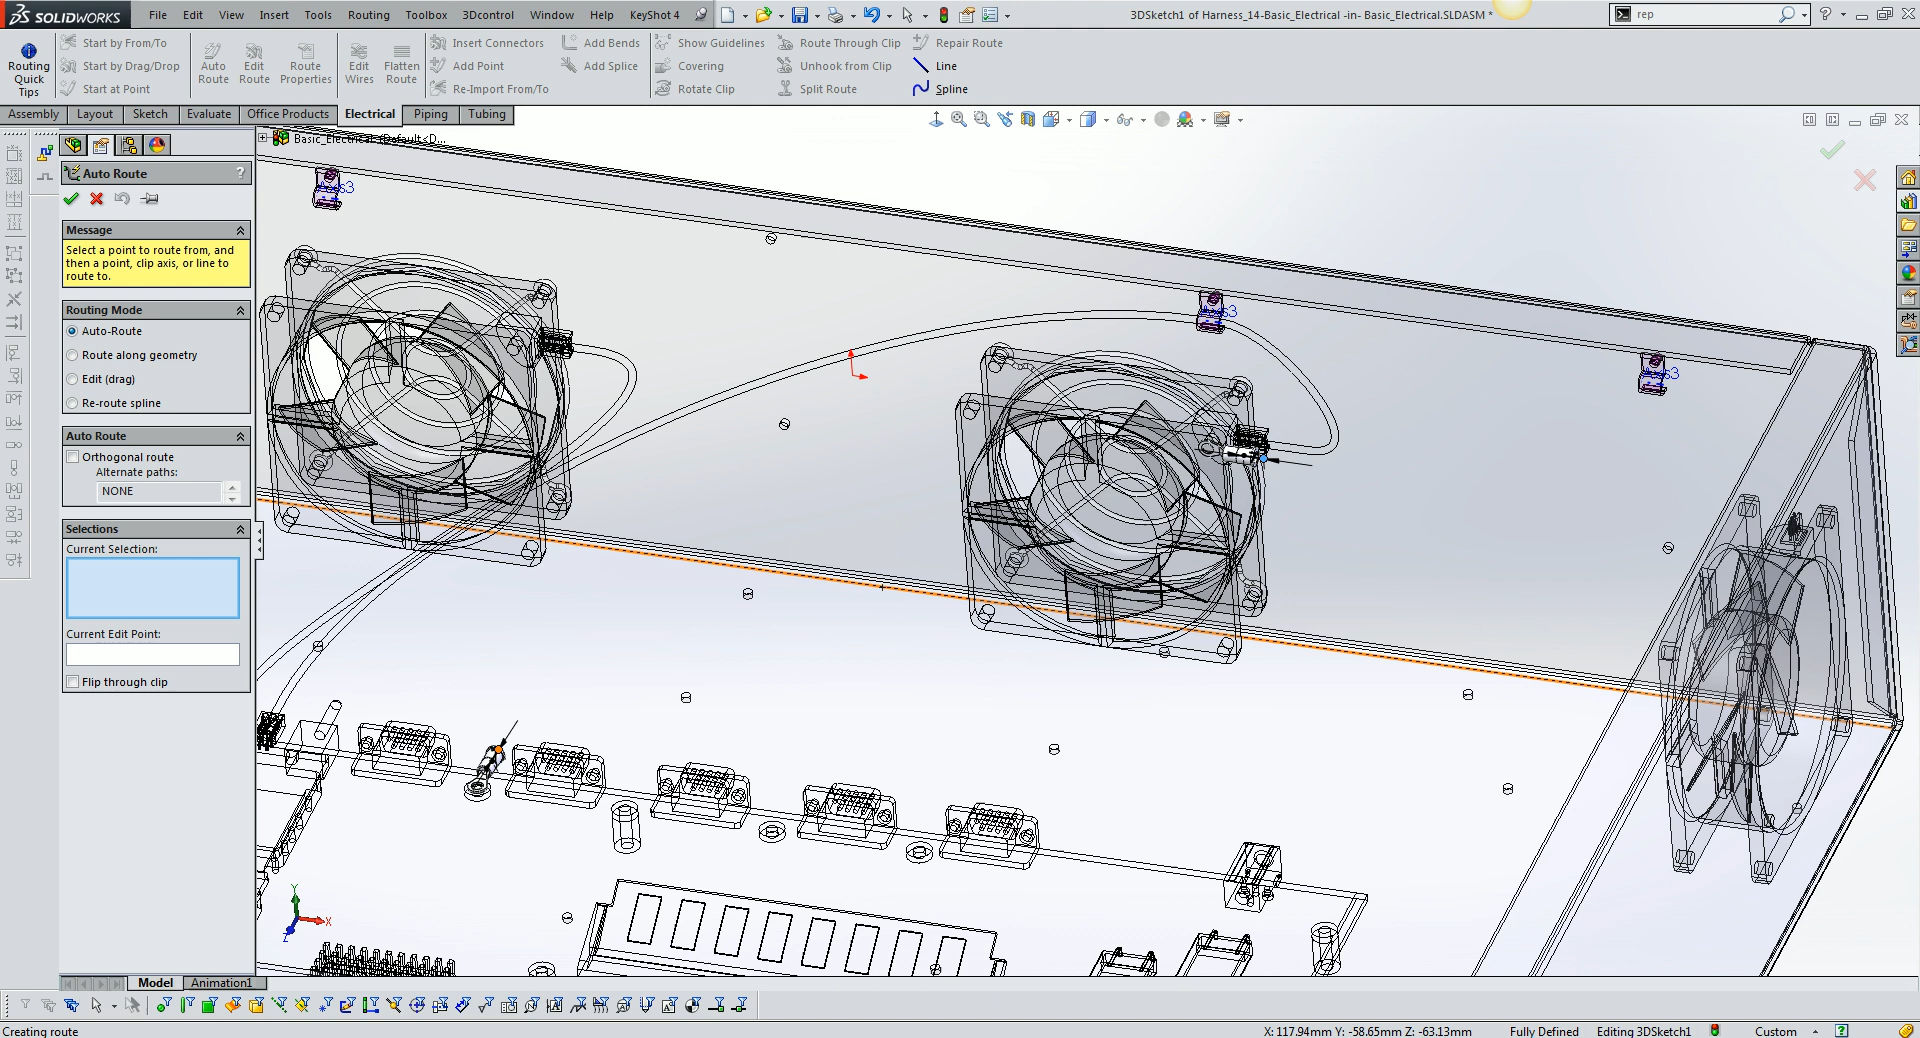 SOLIDWORKS File Edit View Insert Tools Routing Toolbox 3Dcontrol Window Help KeyShot 4 3DSketch1 of Harness_14-Basic_Electrical -in- Basic_Electrical.SLDASM * rep
Routing Quick Tips
Start by From/To
Start by Drag/Drop
Start at Point
Auto Route
Edit Route
Route Properties
Edit Wires
Flatten Route
Insert Connectors
Add Point
Re-Import From/To
Add Bends
Add Splice
Show Guidelines
Covering
Rotate Clip
Route Through Clip
Unhook from Clip
Split Route
Repair Route
Line
Spline
Assembly Layout Sketch Evaluate Office Products Electrical Piping Tubing
Basic_Electrical (Default<D...
Auto Route ?
Message
Select a point to route from, and
then a point, clip axis, or line to
route to.
Routing Mode
Auto-Route
Route along geometry
Edit (drag)
Re-route spline
Auto Route
Orthogonal route
Alternate paths:
NONE
Selections
Current Selection:
Current Edit Point:
Flip through clip
Axis3
Axis3
Axis3
Y
X
Z
Model Animation1
Creating route X: 117.94mm Y: -58.65mm Z: -63.13mm Fully Defined Editing 3DSketch1 Custom ?